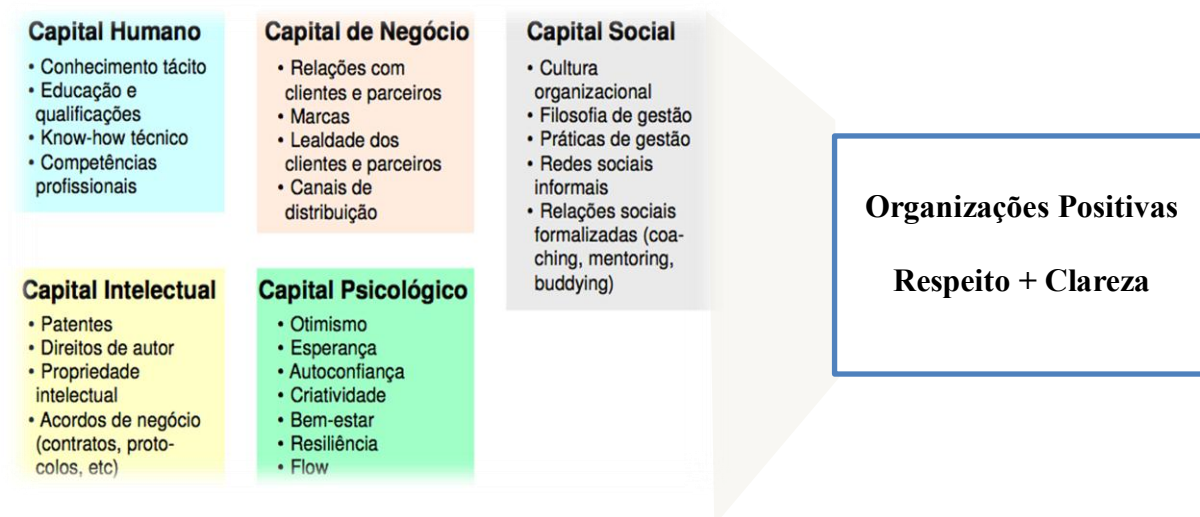 Capital Humano
• Conhecimento tácito
• Educação e
qualificações
• Know-how técnico
• Competências
profissionais
Capital de Negócio
• Relações com
clientes e parceiros
• Marcas
• Lealdade dos
clientes e parceiros
• Canais de
distribuição
Capital Social
• Cultura
organizacional
• Filosofia de gestão
• Práticas de gestão
• Redes sociais
informais
• Relações sociais
formalizadas (coa-
ching, mentoring,
buddying)
Capital Intelectual
• Patentes
• Direitos de autor
• Propriedade
intelectual
• Acordos de negócio
(contratos, proto-
colos, etc)
Capital Psicológico
• Otimismo
• Esperança
• Autoconfiança
• Criatividade
• Bem-estar
• Resiliência
• Flow
Organizações Positivas
Respeito + Clareza